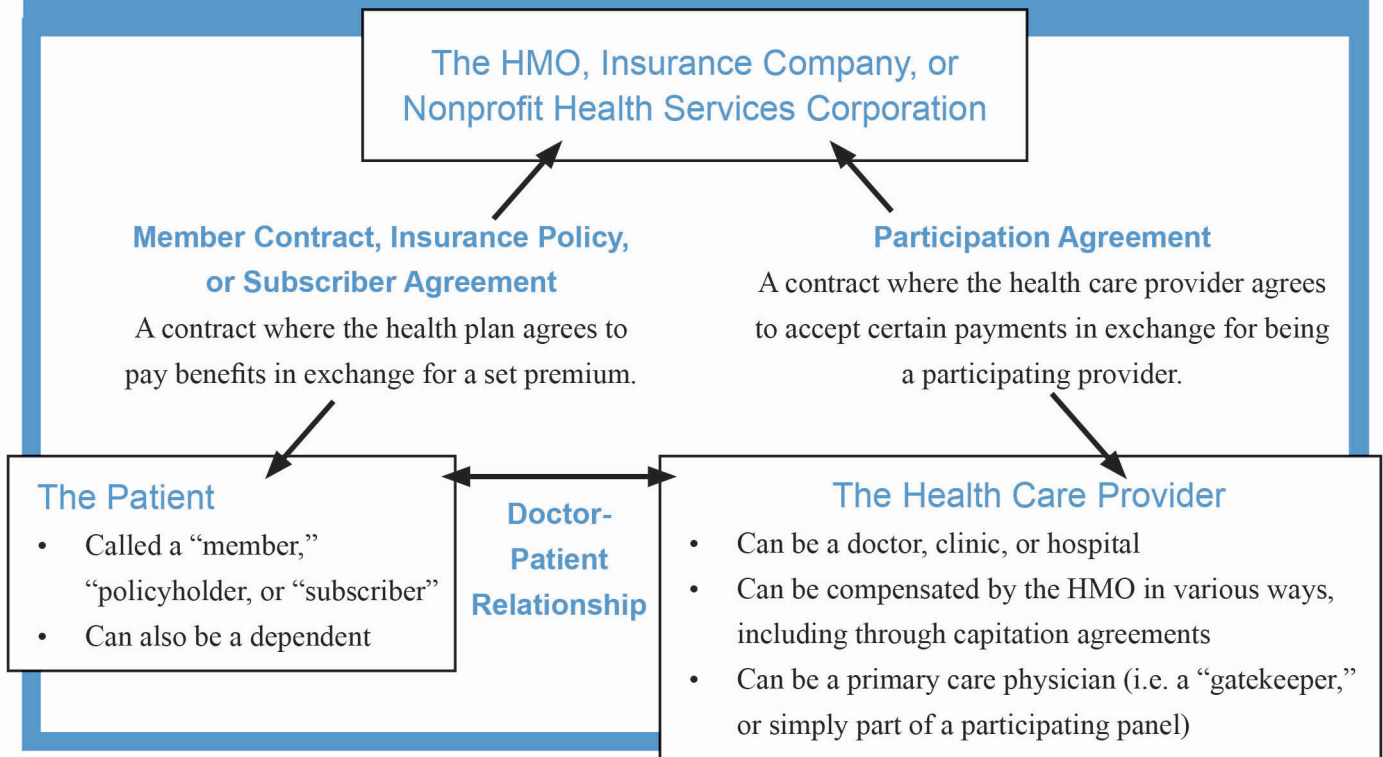 The HMO, Insurance Company, or
Nonprofit Health Services Corporation
Member Contract, Insurance Policy,
or Subscriber Agreement
A contract where the health plan agrees to
pay benefits in exchange for a set premium.
Participation Agreement
A contract where the health care provider agrees
to accept certain payments in exchange for being
a participating provider.
The Patient
• Called a “member,”
“policyholder, or “subscriber”
• Can also be a dependent
Doctor-
Patient
Relationship
The Health Care Provider
• Can be a doctor, clinic, or hospital
• Can be compensated by the HMO in various ways,
including through capitation agreements
• Can be a primary care physician (i.e. a “gatekeeper,”
or simply part of a participating panel)